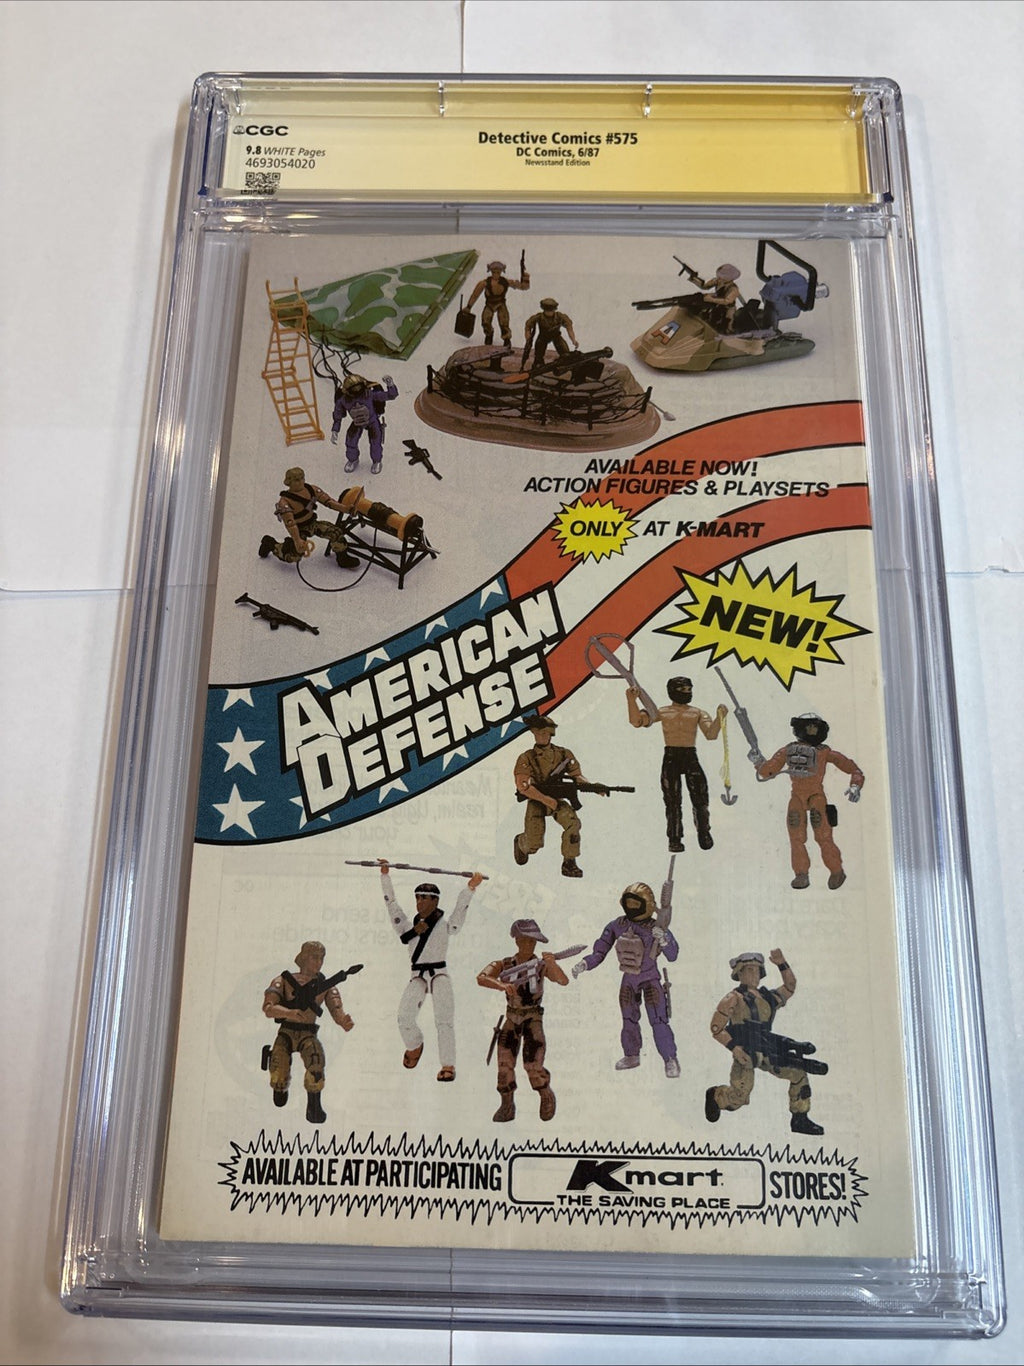 CGC
9.8 WHITE Pages
4693054020
Detective Comics #575
DC Comics, 6/87
Newsstand Edition
AVAILABLE NOW!
ACTION FIGURES & PLAYSETS
ONLY AT K-MART
NEW!
AMERICAN
DEFENSE
AVAILABLE AT PARTICIPATING Kmart. STORES!
THE SAVING PLACE